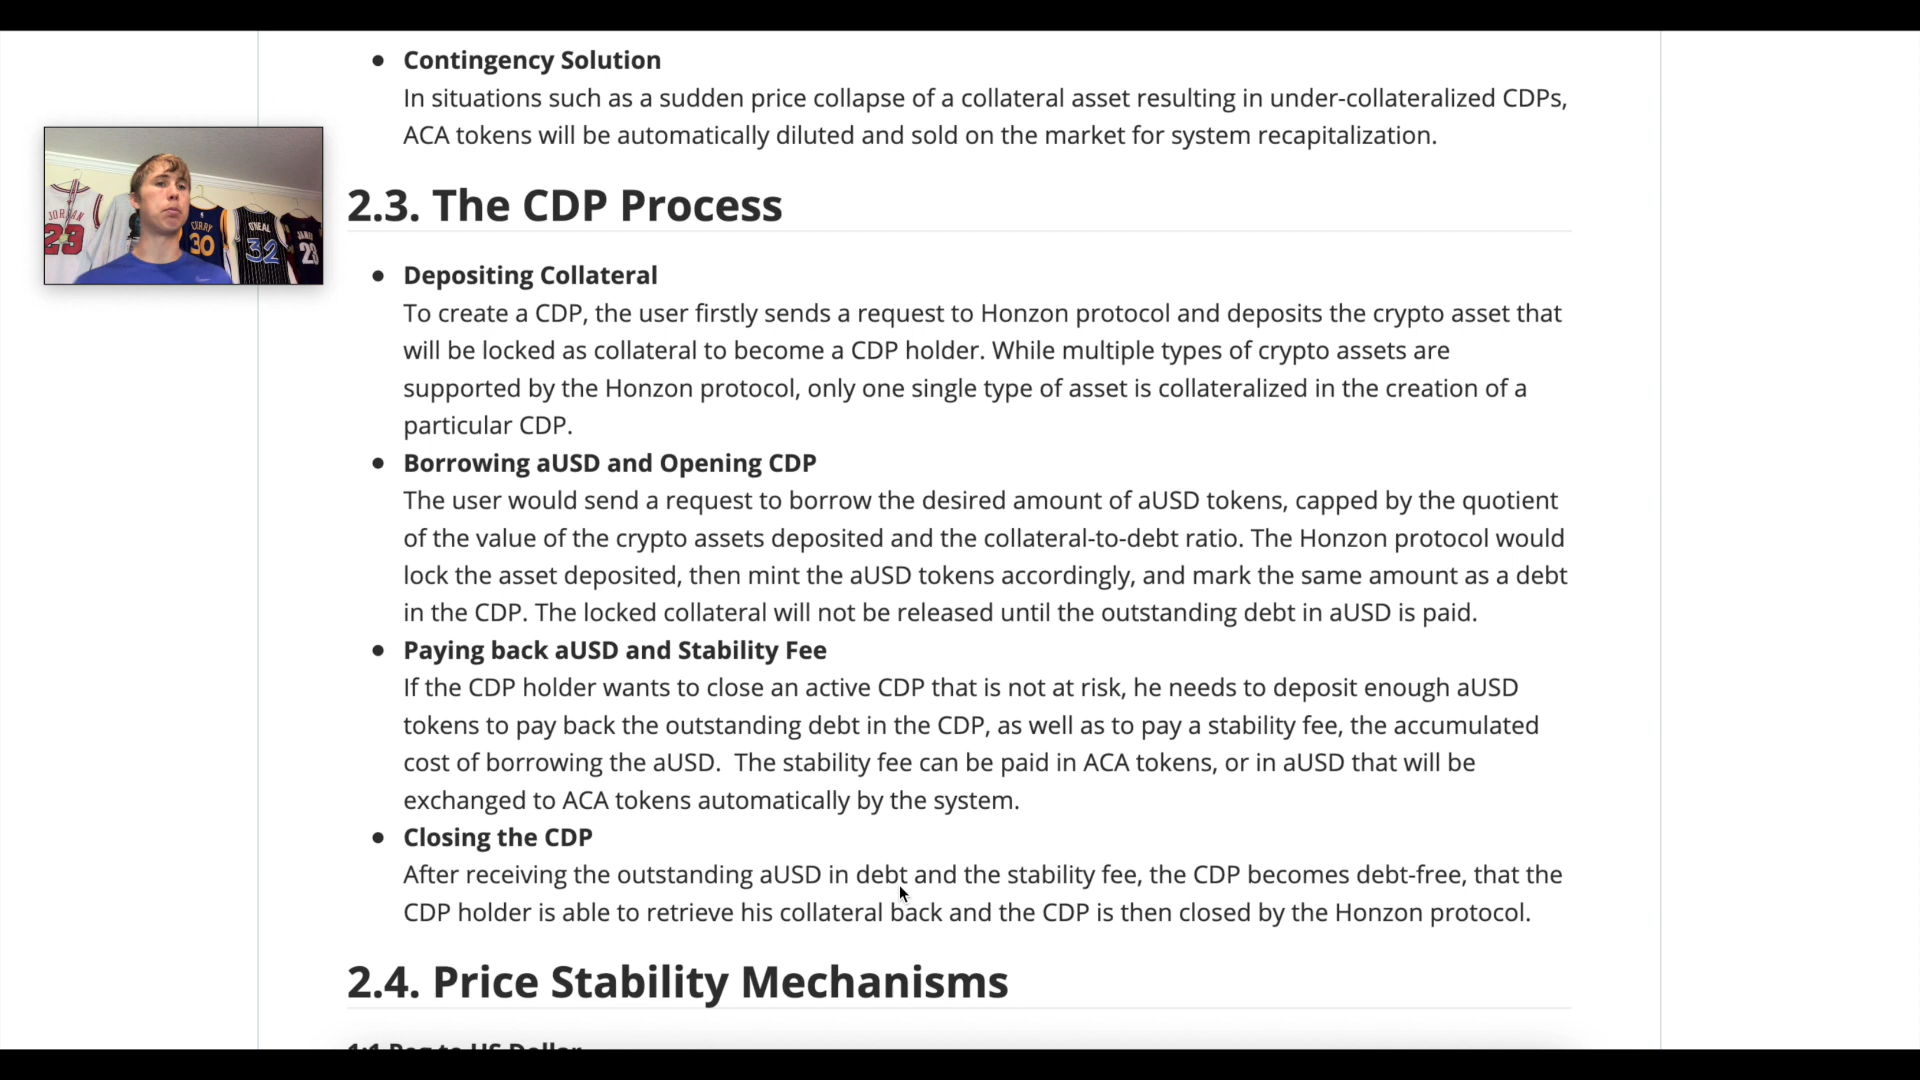 Contingency Solution
In situations such as a sudden price collapse of a collateral asset resulting in under-collateralized CDPs,
ACA tokens will be automatically diluted and sold on the market for system recapitalization.
JORDAN
23
CURRY
30
O'NEAL
32
23
2.3. The CDP Process
Depositing Collateral
To create a CDP, the user firstly sends a request to Honzon protocol and deposits the crypto asset that
will be locked as collateral to become a CDP holder. While multiple types of crypto assets are
supported by the Honzon protocol, only one single type of asset is collateralized in the creation of a
particular CDP.
Borrowing aUSD and Opening CDP
The user would send a request to borrow the desired amount of aUSD tokens, capped by the quotient
of the value of the crypto assets deposited and the collateral-to-debt ratio. The Honzon protocol would
lock the asset deposited, then mint the aUSD tokens accordingly, and mark the same amount as a debt
in the CDP. The locked collateral will not be released until the outstanding debt in aUSD is paid.
Paying back aUSD and Stability Fee
If the CDP holder wants to close an active CDP that is not at risk, he needs to deposit enough aUSD
tokens to pay back the outstanding debt in the CDP, as well as to pay a stability fee, the accumulated
cost of borrowing the aUSD.  The stability fee can be paid in ACA tokens, or in aUSD that will be
exchanged to ACA tokens automatically by the system.
Closing the CDP
After receiving the outstanding aUSD in debt and the stability fee, the CDP becomes debt-free, that the
CDP holder is able to retrieve his collateral back and the CDP is then closed by the Honzon protocol.
2.4. Price Stability Mechanisms
1:1 Peg to US Dollar